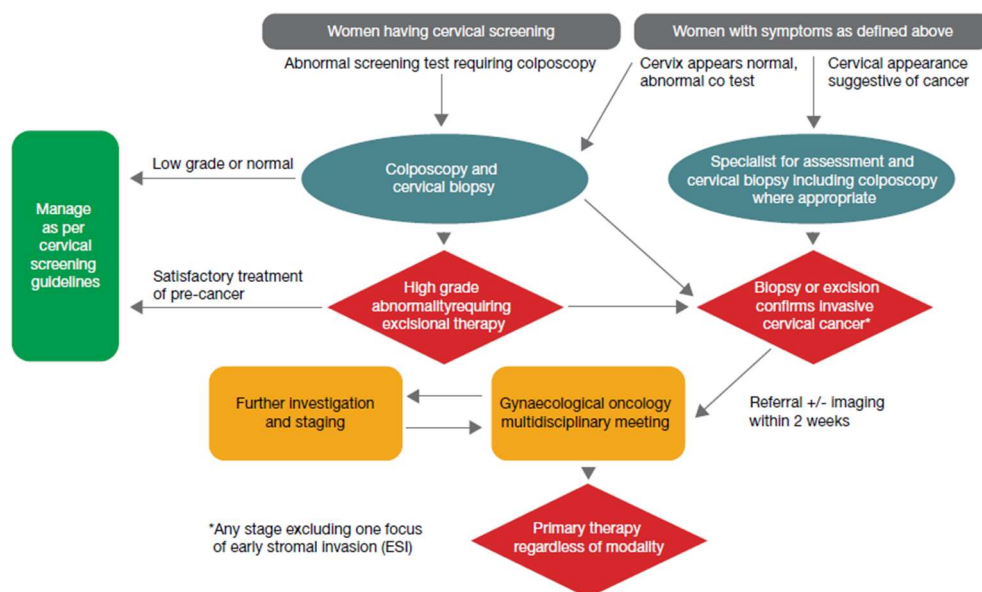 Women having cervical screening
Women with symptoms as defined above
Abnormal screening test requiring colposcopy
Cervix appears normal,
abnormal co test
Cervical appearance
suggestive of cancer
Low grade or normal
Colposcopy and
cervical biopsy
Specialist for assessment and
cervical biopsy including colposcopy
where appropriate
Manage
as per
cervical
screening
guidelines
Satisfactory treatment
of pre-cancer
High grade
abnormalityrequiring
excisional therapy
Biopsy or excision
confirms invasive
cervical cancer*
Further investigation
and staging
Gynaecological oncology
multidisciplinary meeting
Referral +/- imaging
within 2 weeks
*Any stage excluding one focus
of early stromal invasion (ESI)
Primary therapy
regardless of modality